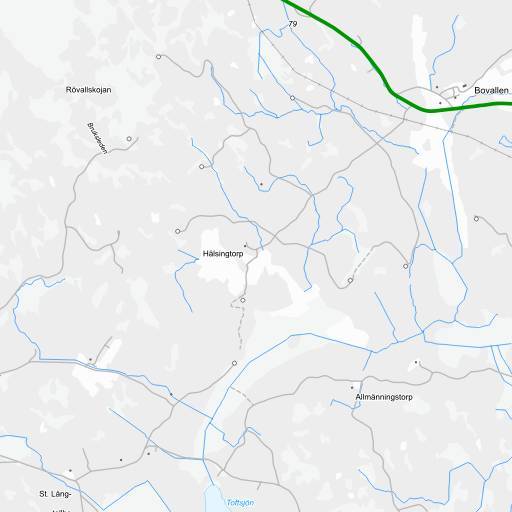 79
Rövallskojan
Bovallen
Bruksleden
Hälsingtorp
Allmänningstorp
St. Lång-
Toftsjön